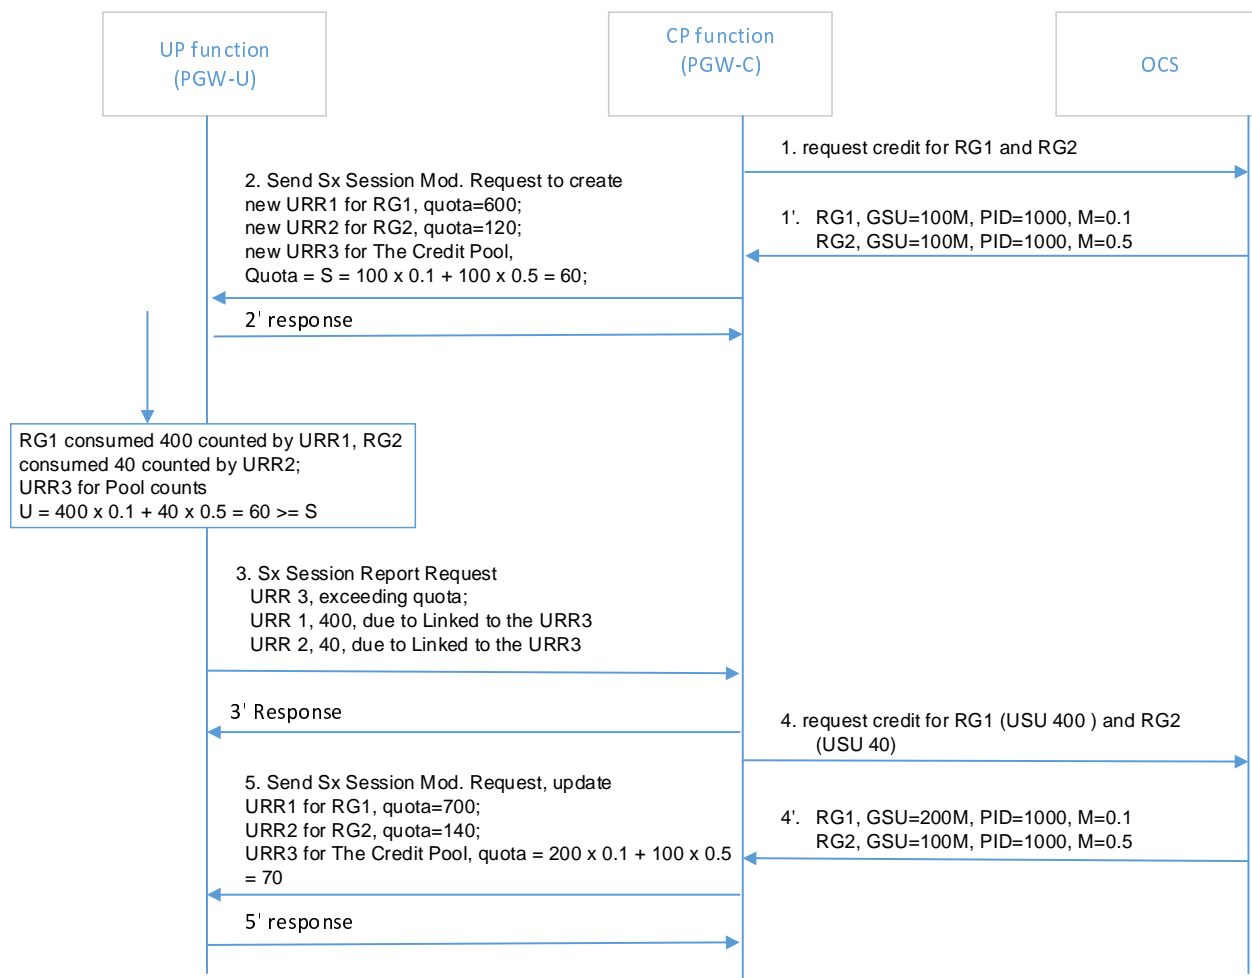 UP function
(PGW-U)
CP function
(PGW-C)
OCS
1. request credit for RG1 and RG2
2. Send Sx Session Mod. Request to create
new URR1 for RG1, quota=600;
new URR2 for RG2, quota=120;
new URR3 for The Credit Pool,
Quota = S = 100 x 0.1 + 100 x 0.5 = 60;
1'. RG1, GSU=100M, PID=1000, M=0.1
RG2, GSU=100M, PID=1000, M=0.5
2' response
RG1 consumed 400 counted by URR1, RG2
consumed 40 counted by URR2;
URR3 for Pool counts
U = 400 x 0.1 + 40 x 0.5 = 60 >= S
3. Sx Session Report Request
URR 3, exceeding quota;
URR 1, 400, due to Linked to the URR3
URR 2, 40, due to Linked to the URR3
3' Response
4. request credit for RG1 (USU 400 ) and RG2
(USU 40)
5. Send Sx Session Mod. Request, update
URR1 for RG1, quota=700;
URR2 for RG2, quota=140;
URR3 for The Credit Pool, quota = 200 x 0.1 + 100 x 0.5
= 70
4'. RG1, GSU=200M, PID=1000, M=0.1
RG2, GSU=100M, PID=1000, M=0.5
5' response